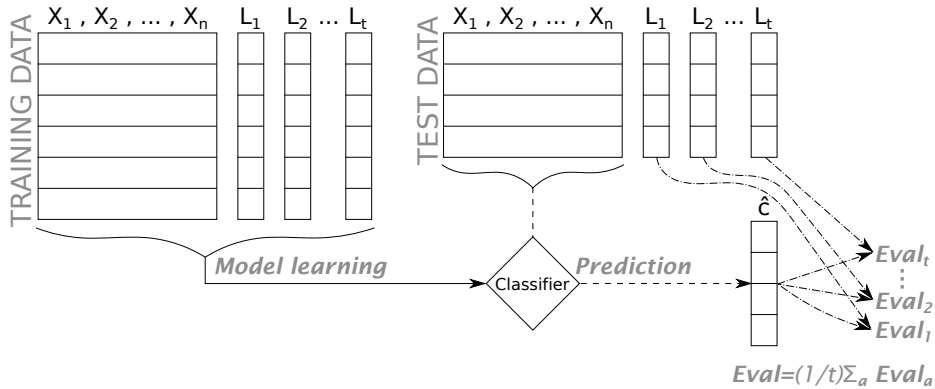 TRAINING DATA
X₁ , X₂ , ... , Xₙ L₁ L₂ ... Lₜ
TEST DATA
X₁ , X₂ , ... , Xₙ L₁ L₂ ... Lₜ
ĉ
Model learning
Classifier
Prediction
Evalₜ
⋮
Eval₂
Eval₁
Eval=(1/t)Σₐ Evalₐ